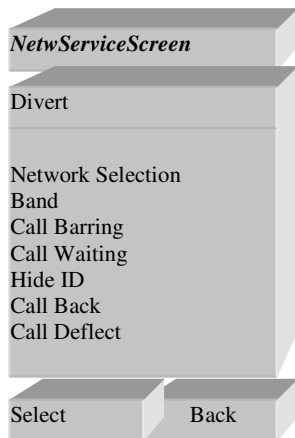 NetwServiceScreen
Divert
Network Selection
Band
Call Barring
Call Waiting
Hide ID
Call Back
Call Deflect
Select Back